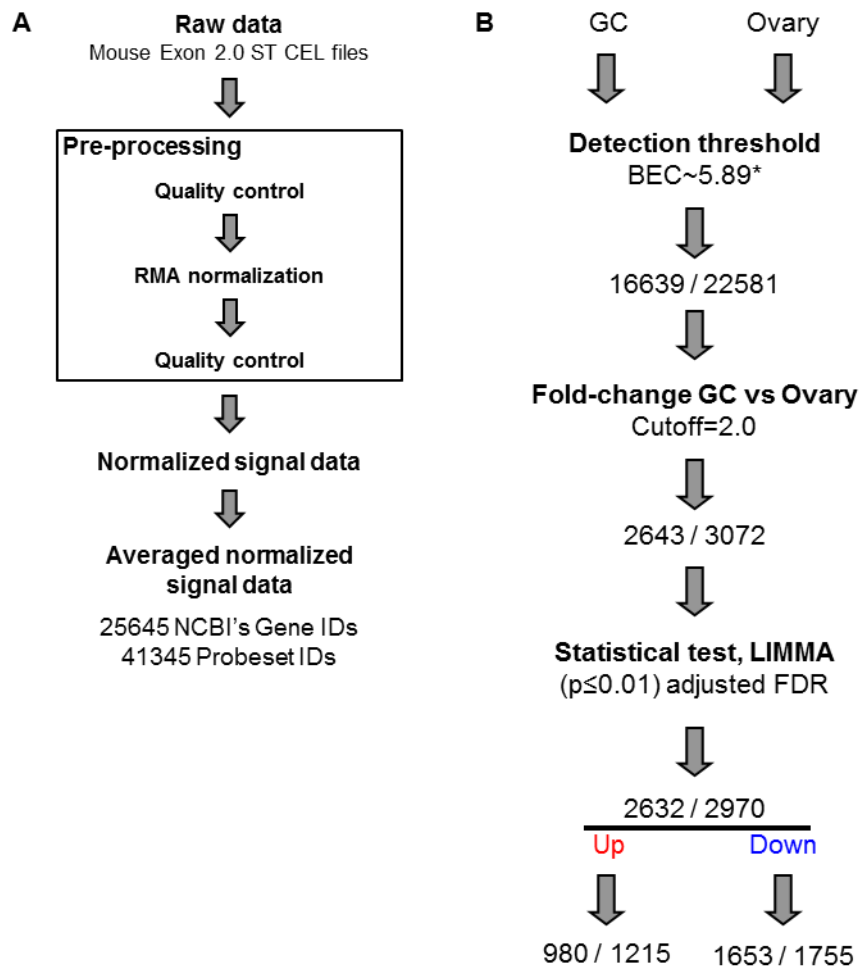 A
Raw data
Mouse Exon 2.0 ST CEL files
Pre-processing
Quality control
RMA normalization
Quality control
Normalized signal data
Averaged normalized
signal data
25645 NCBI's Gene IDs
41345 Probeset IDs
B
GC
Ovary
Detection threshold
BEC~5.89*
16639 / 22581
Fold-change GC vs Ovary
Cutoff=2.0
2643 / 3072
Statistical test, LIMMA
(p≤0.01) adjusted FDR
2632 / 2970
Up
Down
980 / 1215
1653 / 1755